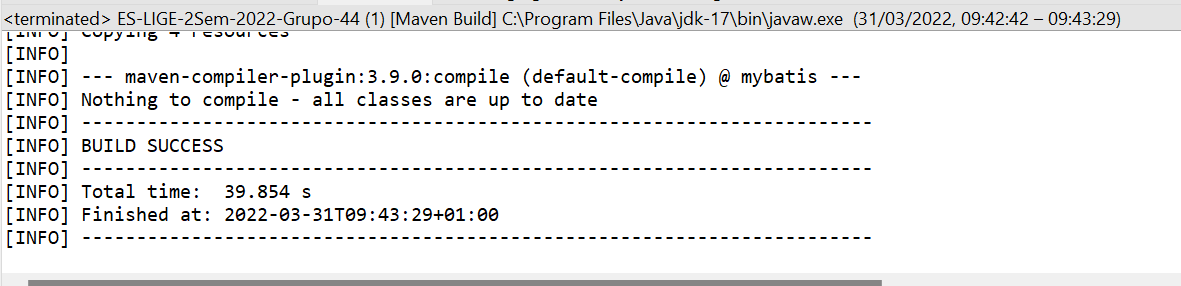 <terminated> ES-LIGE-2Sem-2022-Grupo-44 (1) [Maven Build] C:\Program Files\Java\jdk-17\bin\javaw.exe  (31/03/2022, 09:42:42 – 09:43:29)
[INFO] Copying 4 resources
[INFO]
[INFO] --- maven-compiler-plugin:3.9.0:compile (default-compile) @ mybatis ---
[INFO] Nothing to compile - all classes are up to date
[INFO] ------------------------------------------------------------------------
[INFO] BUILD SUCCESS
[INFO] ------------------------------------------------------------------------
[INFO] Total time:  39.854 s
[INFO] Finished at: 2022-03-31T09:43:29+01:00
[INFO] ------------------------------------------------------------------------